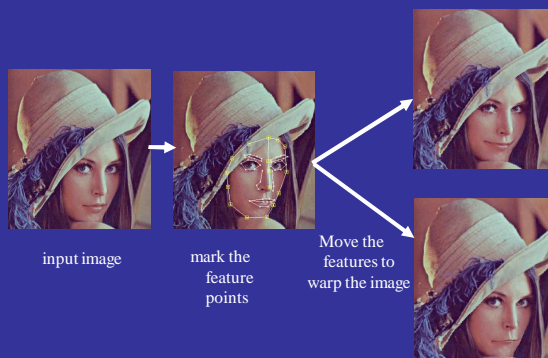 input image
mark the
feature
points
Move the
features to
warp the image